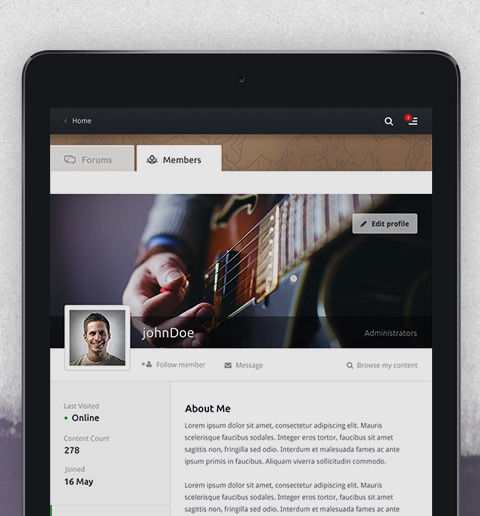 Home
2
Forums
Members
Edit profile
johnDoe
Administrators
Follow member
Message
Browse my content
Last Visited
Online
Content Count
278
Joined
16 May
About Me
Lorem ipsum dolor sit amet, consectetur adipiscing elit. Mauris
scelerisque faucibus sodales. Integer eros tortor, faucibus sit amet
sagittis non, fringilla sed odio. Interdum et malesuada fames ac
ipsum primis in faucibus. Aliquam viverra sollicitudin commodo.
Lorem ipsum dolor sit amet, consectetur adipiscing elit. Mauris
scelerisque faucibus sodales. Integer eros tortor, faucibus sit amet
sagittis non, fringilla sed odio. Interdum et malesuada fames ac ante